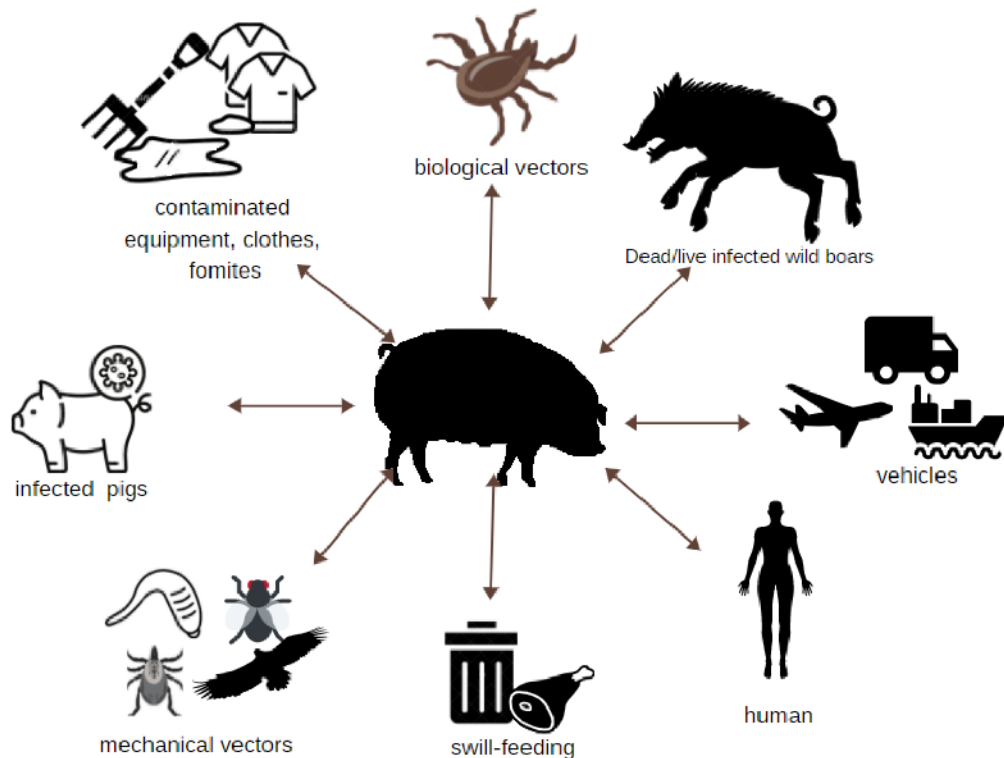 biological vectors
contaminated
equipment, clothes,
fomites
Dead/live infected wild boars
infected pigs
vehicles
mechanical vectors
swill-feeding
human